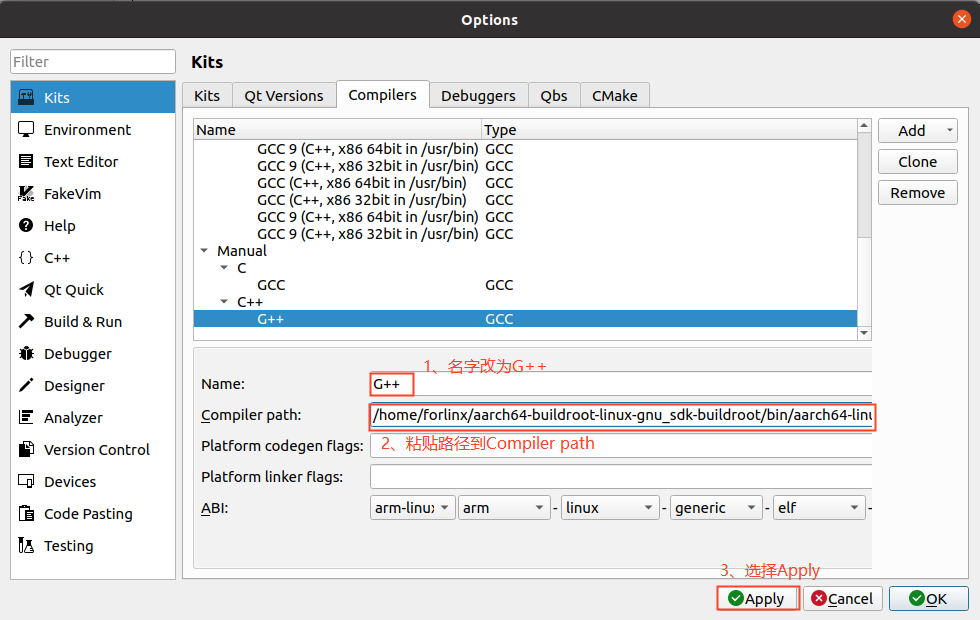 Options
Filter
Kits
Kits
Environment
Text Editor
FakeVim
Help
C++
Qt Quick
Build & Run
Debugger
Designer
Analyzer
Version Control
Devices
Code Pasting
Testing
Kits Qt Versions Compilers Debuggers Qbs CMake
Name Type
GCC 9 (C++, x86 64bit in /usr/bin) GCC
GCC 9 (C++, x86 32bit in /usr/bin) GCC
GCC (C++, x86 64bit in /usr/bin) GCC
GCC (C++, x86 32bit in /usr/bin) GCC
GCC 9 (C++, x86 64bit in /usr/bin) GCC
GCC 9 (C++, x86 32bit in /usr/bin) GCC
Manual
C
GCC GCC
C++
G++ GCC
Add
Clone
Remove
1、名字改为G++
Name: G++
Compiler path: /home/forlinx/aarch64-buildroot-linux-gnu_sdk-buildroot/bin/aarch64-linu
Platform codegen flags: 2、粘贴路径到Compiler path
Platform linker flags:
ABI: arm-linux arm - linux - generic - elf -
3、选择Apply
Apply Cancel OK